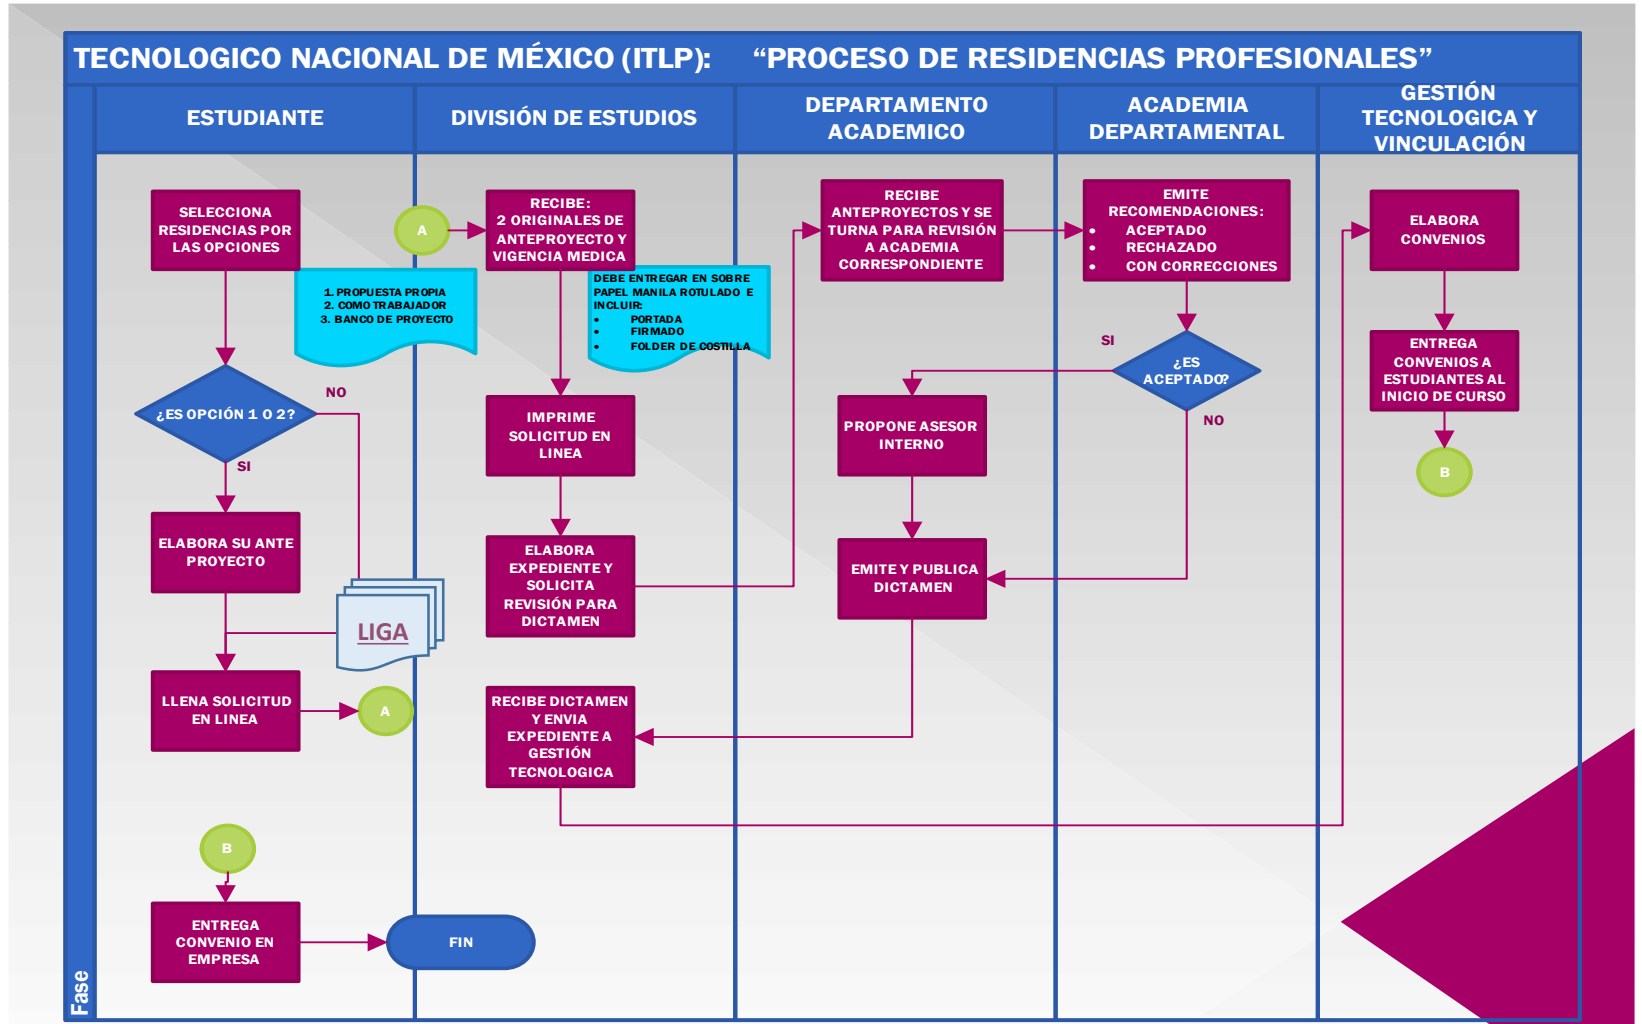 TECNOLOGICO NACIONAL DE MÉXICO (ITLP): “PROCESO DE RESIDENCIAS PROFESIONALES”
Fase
ESTUDIANTE
DIVISIÓN DE ESTUDIOS
DEPARTAMENTO
ACADEMICO
ACADEMIA
DEPARTAMENTAL
GESTIÓN
TECNOLOGICA Y
VINCULACIÓN
SELECCIONA
RESIDENCIAS POR
LAS OPCIONES
1. PROPUESTA PROPIA
2. COMO TRABAJADOR
3. BANCO DE PROYECTO
¿ES OPCIÓN 1 O 2?
NO
SI
ELABORA SU ANTE
PROYECTO
LIGA
LLENA SOLICITUD
EN LINEA
A
B
ENTREGA
CONVENIO EN
EMPRESA
FIN
A
RECIBE:
2 ORIGINALES DE
ANTEPROYECTO Y
VIGENCIA MEDICA
DEBE ENTREGAR EN SOBRE
PAPEL MANILA ROTULADO E
INCLUIR:
• PORTADA
• FIRMADO
• FOLDER DE COSTILLA
IMPRIME
SOLICITUD EN
LINEA
ELABORA
EXPEDIENTE Y
SOLICITA
REVISIÓN PARA
DICTAMEN
RECIBE DICTAMEN
Y ENVIA
EXPEDIENTE A
GESTIÓN
TECNOLOGICA
RECIBE
ANTEPROYECTOS Y SE
TURNA PARA REVISIÓN
A ACADEMIA
CORRESPONDIENTE
PROPONE ASESOR
INTERNO
EMITE Y PUBLICA
DICTAMEN
EMITE
RECOMENDACIONES:
• ACEPTADO
• RECHAZADO
• CON CORRECCIONES
SI
¿ES
ACEPTADO?
NO
ELABORA
CONVENIOS
ENTREGA
CONVENIOS A
ESTUDIANTES AL
INICIO DE CURSO
B